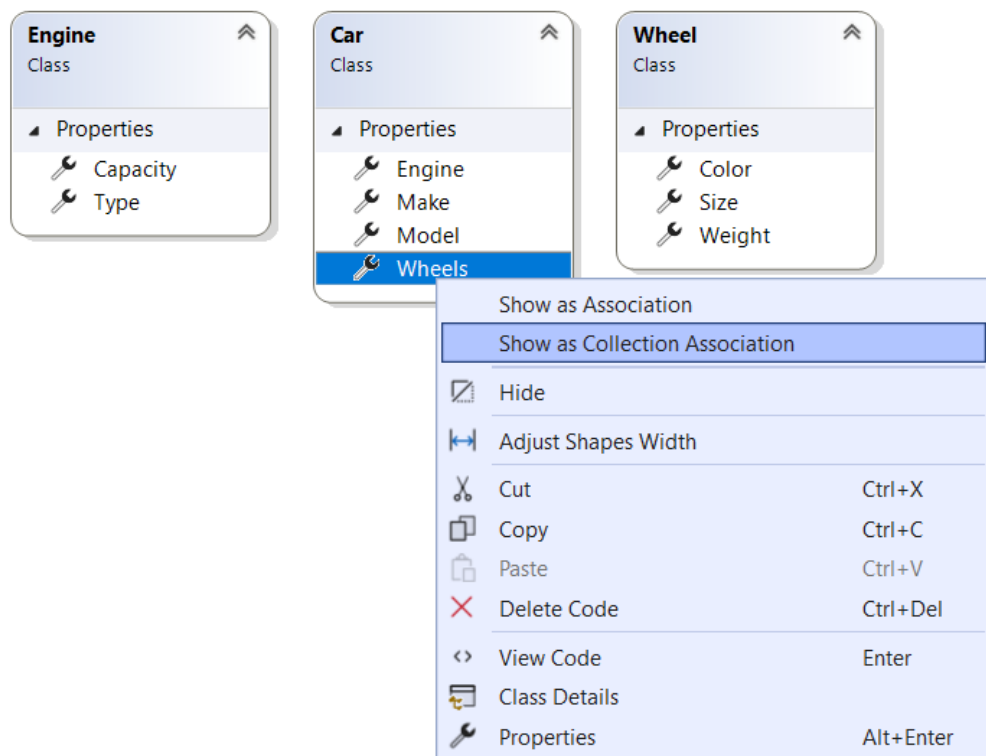 Engine
Class
Properties
Capacity
Type
Car
Class
Properties
Engine
Make
Model
Wheels
Wheel
Class
Properties
Color
Size
Weight
Show as Association
Show as Collection Association
Hide
Adjust Shapes Width
Cut Ctrl+X
Copy Ctrl+C
Paste Ctrl+V
Delete Code Ctrl+Del
View Code Enter
Class Details
Properties Alt+Enter